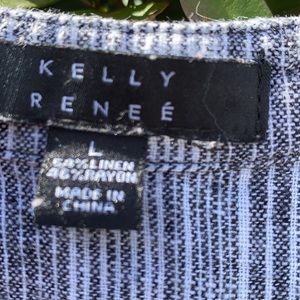 KELLY
RENEÉ
L
54% LINEN
46% RAYON
MADE IN
CHINA